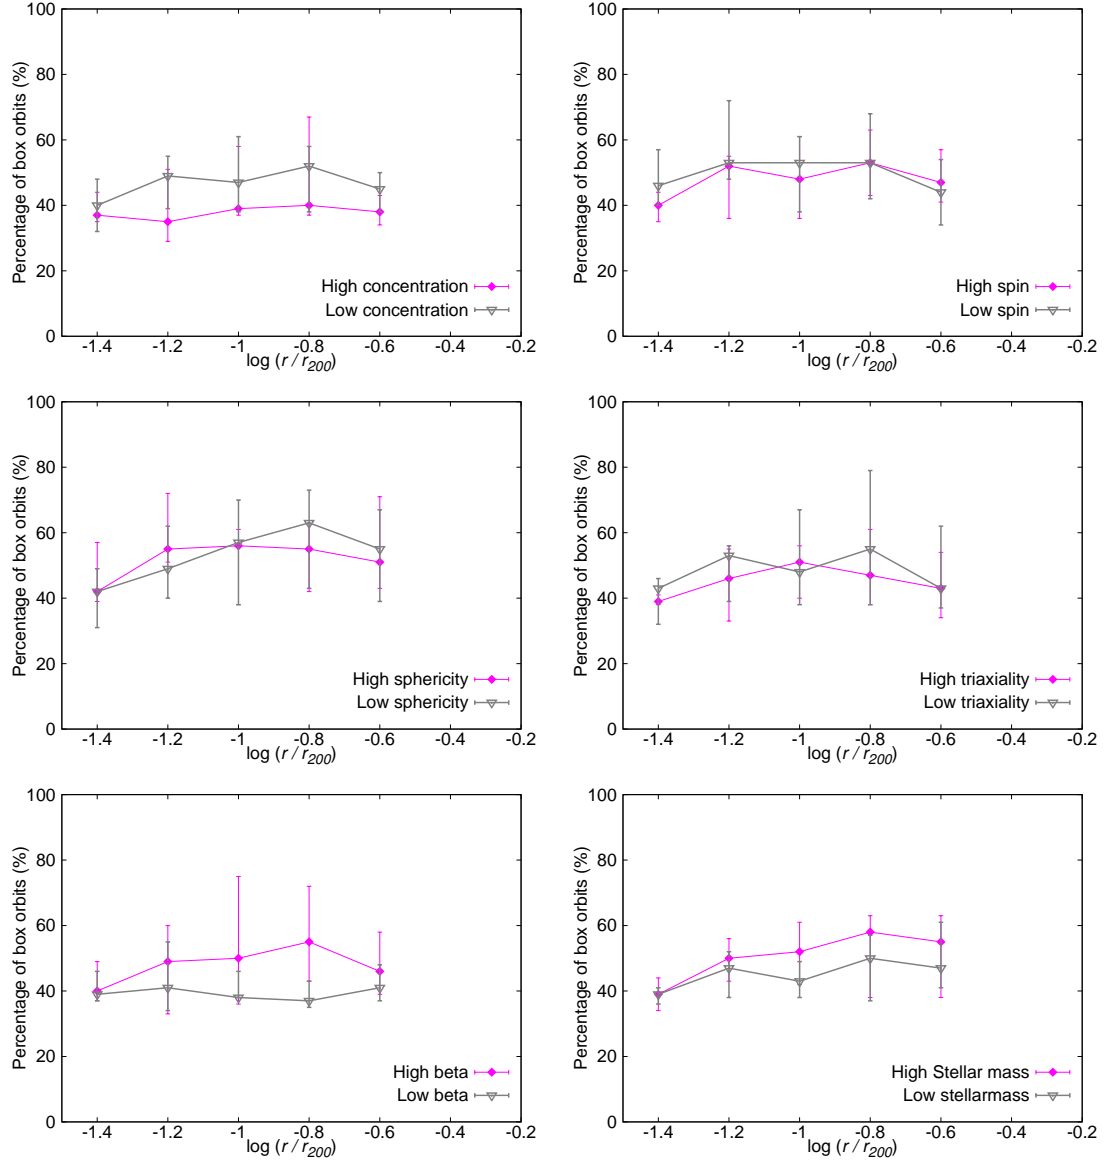 Percentage of box orbits (%)
100
80
60
40
20
0
High concentration
Low concentration
-1.4 -1.2 -1 -0.8 -0.6 -0.4 -0.2
log (r / r200)
Percentage of box orbits (%)
100
80
60
40
20
0
High spin
Low spin
-1.4 -1.2 -1 -0.8 -0.6 -0.4 -0.2
log (r / r200)
Percentage of box orbits (%)
100
80
60
40
20
0
High sphericity
Low sphericity
-1.4 -1.2 -1 -0.8 -0.6 -0.4 -0.2
log (r / r200)
Percentage of box orbits (%)
100
80
60
40
20
0
High triaxiality
Low triaxiality
-1.4 -1.2 -1 -0.8 -0.6 -0.4 -0.2
log (r / r200)
Percentage of box orbits (%)
100
80
60
40
20
0
High beta
Low beta
-1.4 -1.2 -1 -0.8 -0.6 -0.4 -0.2
log (r / r200)
Percentage of box orbits (%)
100
80
60
40
20
0
High Stellar mass
Low stellarmass
-1.4 -1.2 -1 -0.8 -0.6 -0.4 -0.2
log (r / r200)